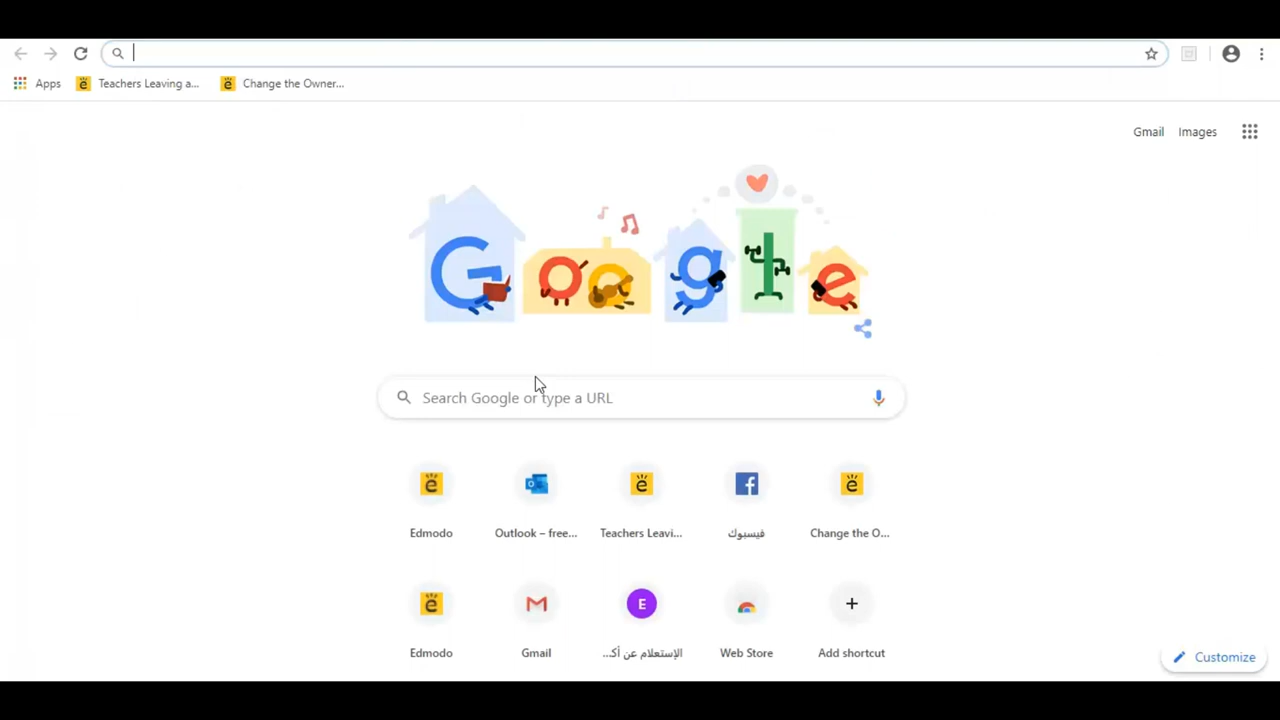 Apps Teachers Leaving a... Change the Owner...
Gmail Images
Google
Search Google or type a URL
Edmodo Outlook – free... Teachers Leavi... فيسبوك Change the O...
E
Edmodo Gmail الإستعلام عن أك... Web Store Add shortcut
Customize